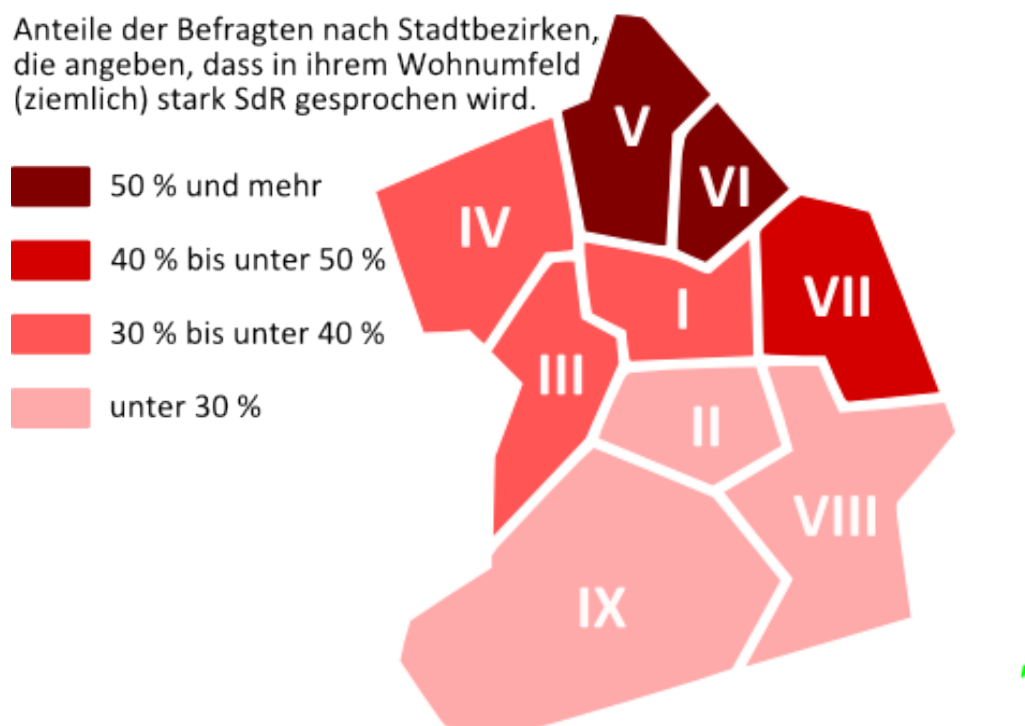 Anteile der Befragten nach Stadtbezirken,
die angeben, dass in ihrem Wohnumfeld
(ziemlich) stark SdR gesprochen wird.
50 % und mehr
40 % bis unter 50 %
30 % bis unter 40 %
unter 30 %
V
VI
IV
VII
I
III
II
VIII
IX